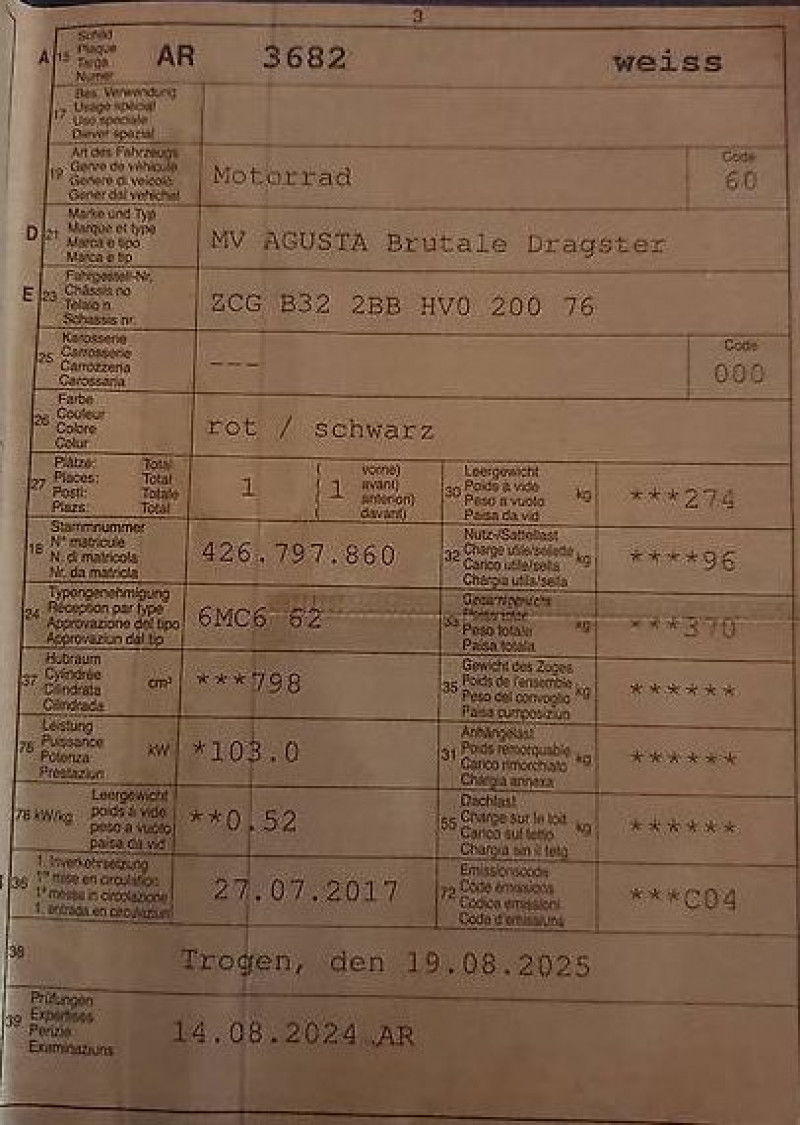 3
A 15 Schild AR 3682 weiss
Plaque
Targa
Numer
17 Bes. Verwendung
Usage spécial
Uso speciale
Diever spezial
19 Art des Fahrzeugs Motorrad Code
Genre de véhicule 60
Genere di veicolo
Gener dal vehichel
D 21 Marke und Typ MV AGUSTA Brutale Dragster
Marque et type
Marca e tipo
Marca e tip
E 23 Fahrgestell-Nr. ZCG B32 2BB HV0 200 76
Châssis no
Telaio n.
Schassis nr.
25 Karosserie --- Code
Carrosserie 000
Carrozzeria
Carossaria
26 Farbe rot / schwarz
Couleur
Colore
Colur
27 Plätze: Total 1 ( 1 vorne)
Places: Total avant)
Posti: Totale anteriori)
Plazs: Total davant)
30 Leergewicht kg ***274
Poids à vide
Peso a vuoto
Paisa da vid
18 Stammnummer 426.797.860
N° matricule
N. di matricola
Nr. da matricla
32 Nutz-/Sattellast kg ****96
Charge utile/sellette
Carico utile/sella
Chargia utila/sella
24 Typengenehmigung 6MC6 62
Réception par type
Approvazione del tipo
Approvaziun dal tip
33 Gesamtgewicht kg ***370
Poids total
Peso totale
Paisa totala
37 Hubraum cm³ ***798
Cylindrée
Cilindrata
Cilindrada
35 Gewicht des Zuges kg ******
Poids de l'ensemble
Peso del convoglio
Paisa cumposiziun
76 Leistung kW *103.0
Puissance
Potenza
Prestaziun
31 Anhängelast kg ******
Poids remorquable
Carico rimorchiato
Chargia annexa
78 kW/kg Leergewicht **0.52
poids à vide
peso a vuoto
paisa da vid
55 Dachlast kg ******
Charge sur le toit
Carico sul tetto
Chargia sin il tetg
36 1. Inverkehrsetzung 27.07.2017
1re mise en circulation
1a messa in circolazione
1. entrada en circulaziun
72 Emissionscode ***C04
Code émissions
Codice emissioni
Code d'emissiuns
38 Trogen, den 19.08.2025
39 Prüfungen 14.08.2024 AR
Expertises
Perizie
Examinaziuns